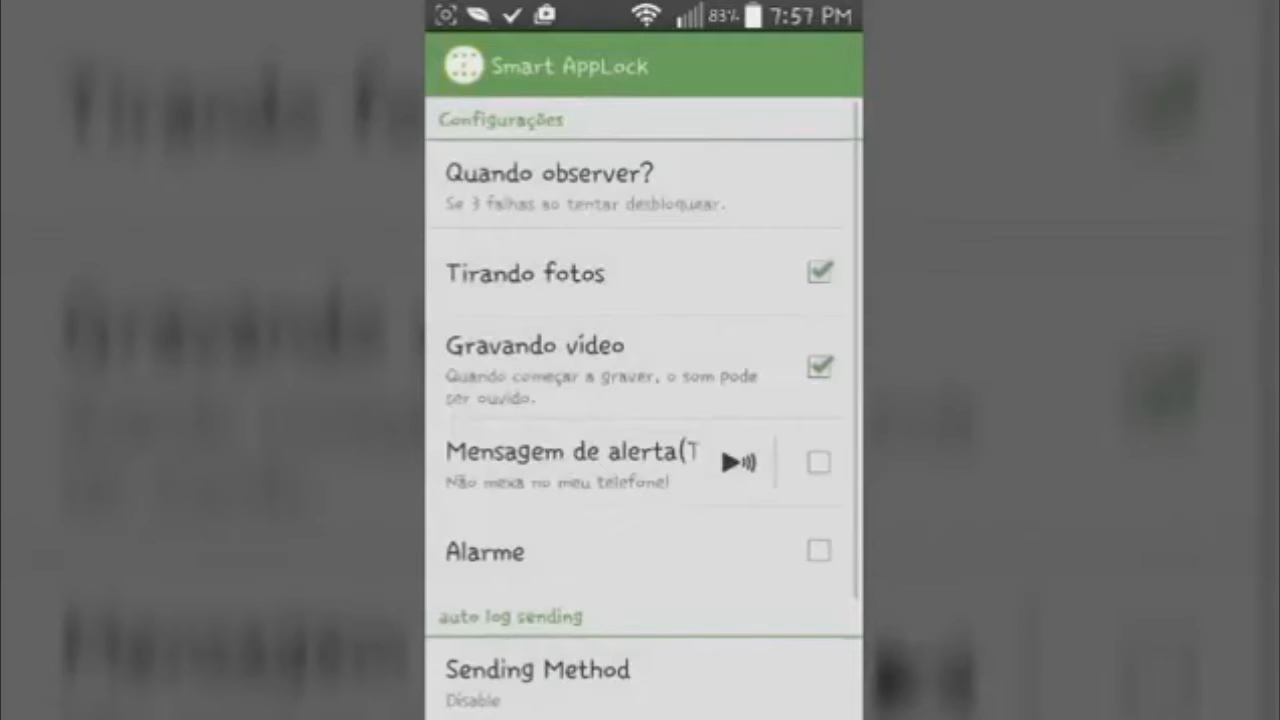 83% 7:57 PM
Smart AppLock
Configurações
Quando observer?
Se 3 falhas ao tentar desbloquear.
Tirando fotos
Gravando vídeo
Quando começar a graver, o som pode
ser ouvido.
Mensagem de alerta(T
Não mexa no meu telefone!
Alarme
auto log sending
Sending Method
Disable